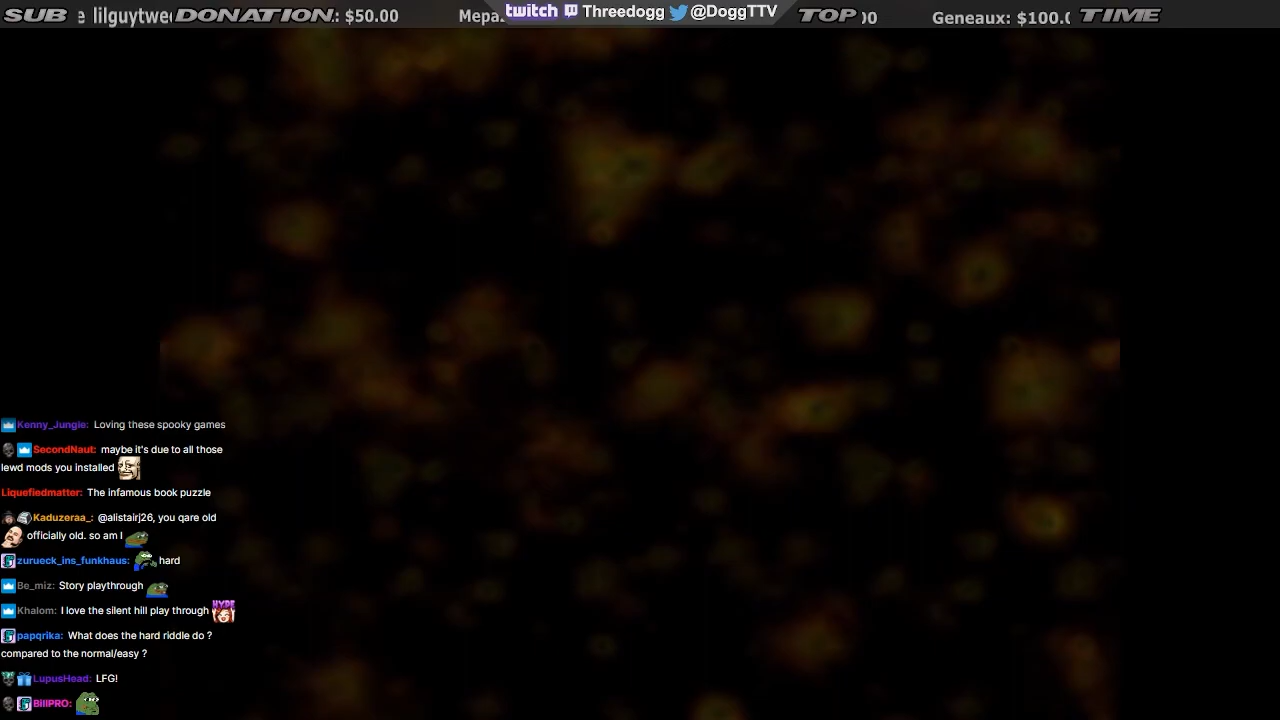 SUB e lilguytwe DONATION : $50.00 Mepa twitch Threedogg @DoggTTV TOP 00 Geneaux: $100.0 TIME
Kenny_Jungle: Loving these spooky games
SecondNaut: maybe it's due to all those
lewd mods you installed
Liquefiedmatter: The infamous book puzzle
Kaduzeraa_: @alistairj26, you qare old
officially old. so am I
zurueck_ins_funkhaus: hard
Be_miz: Story playthrough
Khalom: I love the silent hill play through HYPE
papqrika: What does the hard riddle do ?
compared to the normal/easy ?
LupusHead: LFG!
BillPRO: